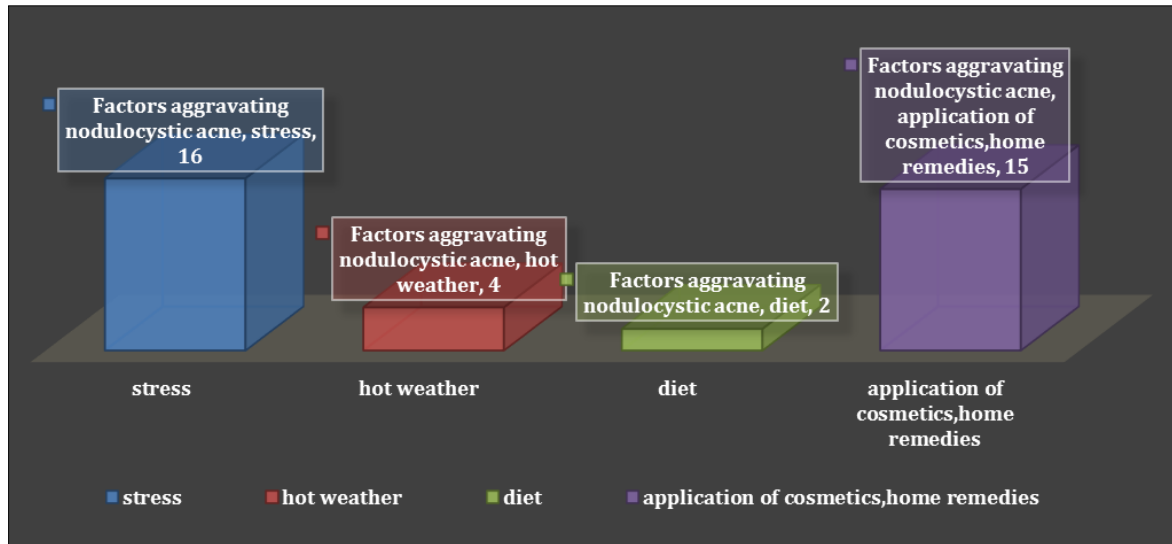 Factors aggravating
nodulocystic acne, stress,
16
Factors aggravating
nodulocystic acne, hot
weather, 4
Factors aggravating
nodulocystic acne, diet, 2
Factors aggravating
nodulocystic acne,
application of
cosmetics,home
remedies, 15
stress
hot weather
diet
application of
cosmetics,home
remedies
stress
hot weather
diet
application of cosmetics,home remedies